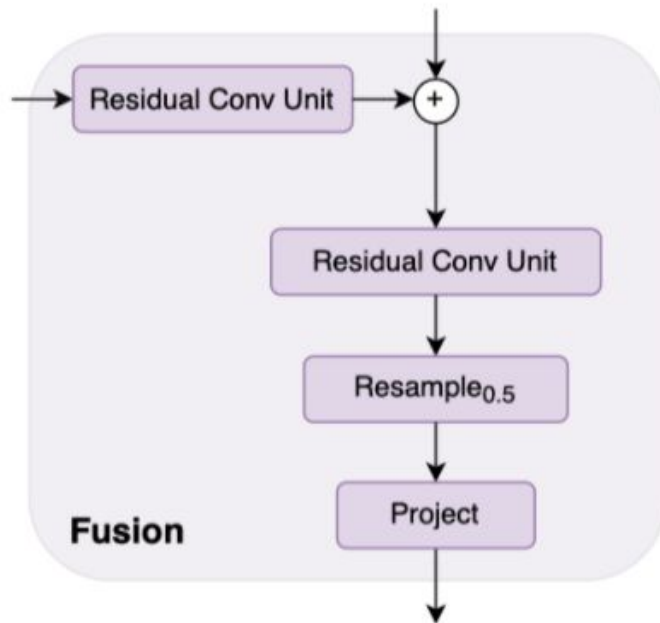 Residual Conv Unit
+
Residual Conv Unit
Resample0.5
Project
Fusion